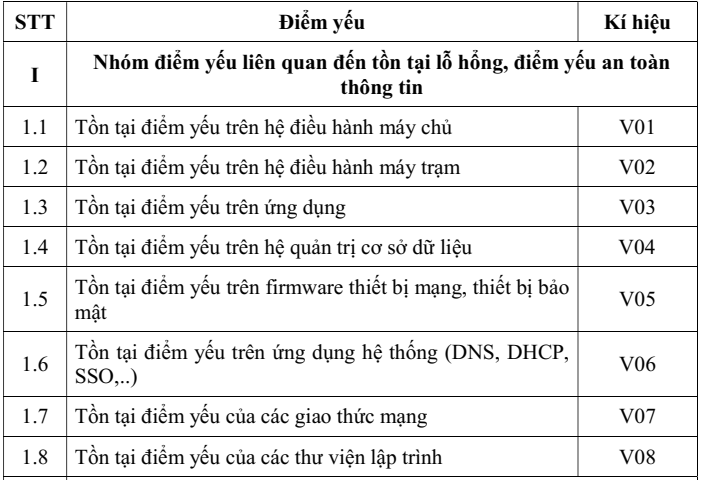 STT Điểm yếu Kí hiệu
I Nhóm điểm yếu liên quan đến tồn tại lỗ hổng, điểm yếu an toàn
thông tin
1.1 Tồn tại điểm yếu trên hệ điều hành máy chủ V01
1.2 Tồn tại điểm yếu trên hệ điều hành máy trạm V02
1.3 Tồn tại điểm yếu trên ứng dụng V03
1.4 Tồn tại điểm yếu trên hệ quản trị cơ sở dữ liệu V04
1.5 Tồn tại điểm yếu trên firmware thiết bị mạng, thiết bị bảo
mật V05
1.6 Tồn tại điểm yếu trên ứng dụng hệ thống (DNS, DHCP,
SSO,..) V06
1.7 Tồn tại điểm yếu của các giao thức mạng V07
1.8 Tồn tại điểm yếu của các thư viện lập trình V08